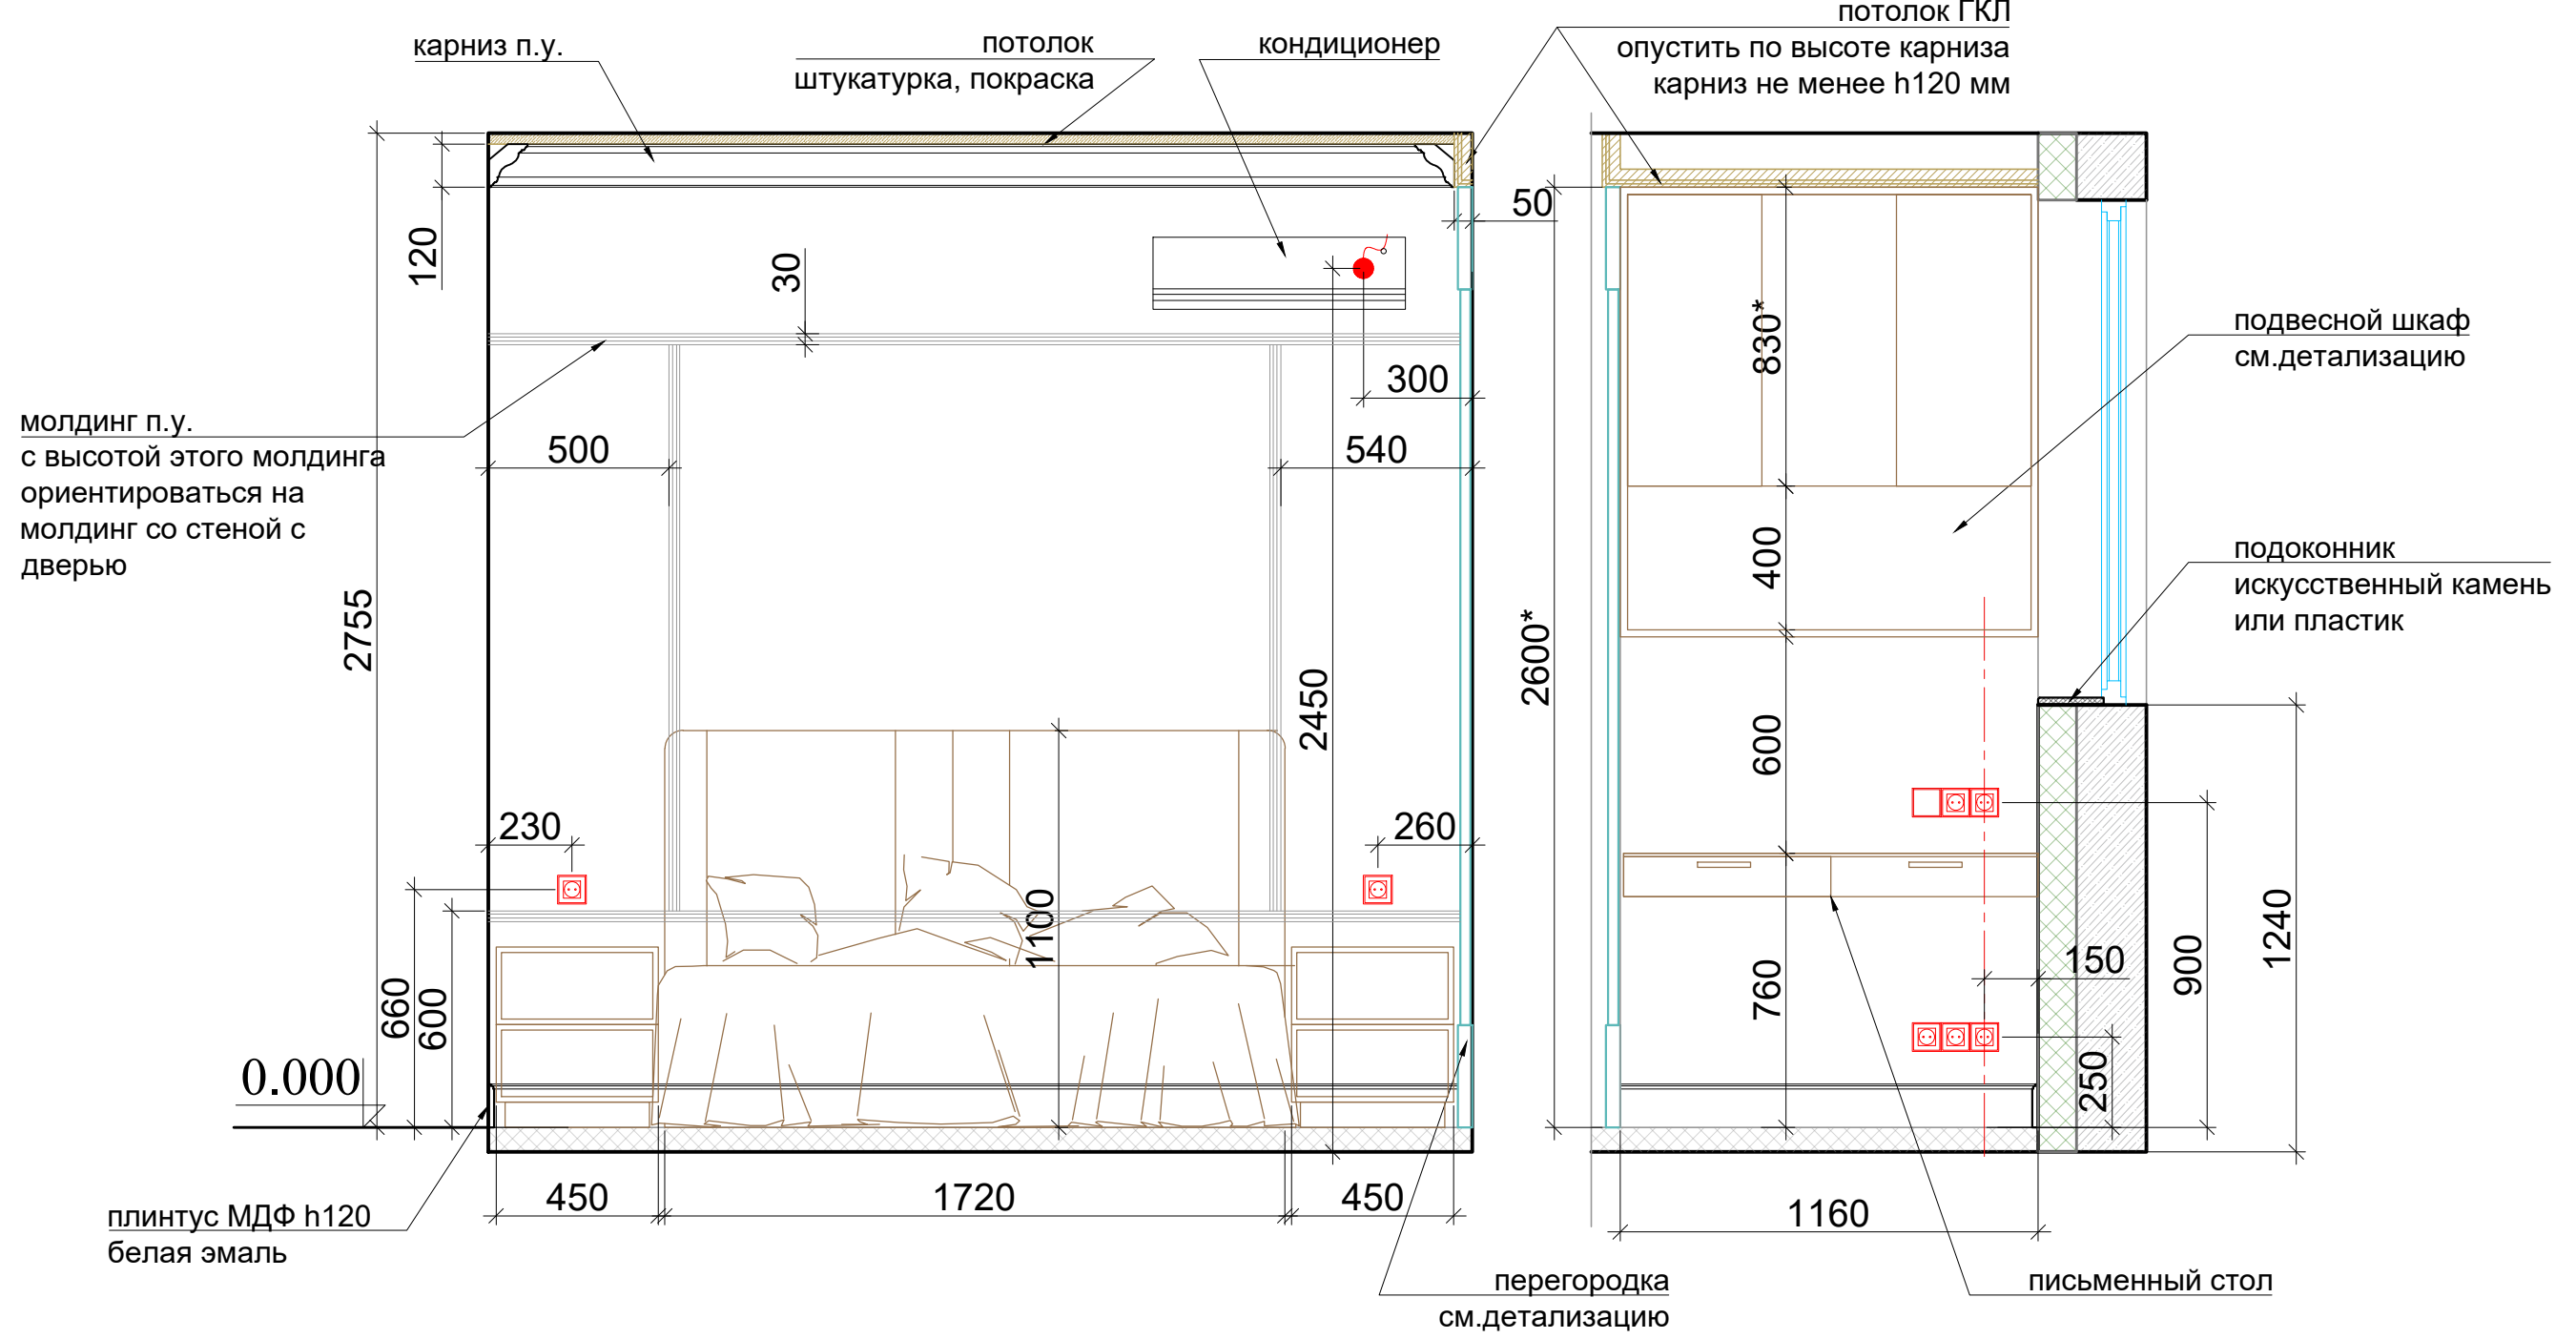 потолок ГКЛ
опустить по высоте карниза
карниз не менее h120 мм
карниз п.у.
потолок
штукатурка, покраска
кондиционер
50
120
30
830*
подвесной шкаф
см.детализацию
300
молдинг п.у.
с высотой этого молдинга
ориентироваться на
молдинг со стеной с
дверью
500
540
400
подоконник
искусственный камень
или пластик
2755
2600*
2450
600
230
260
1100
1240
900
150
760
660
600
250
0.000
450
1720
450
1160
плинтус МДФ h120
белая эмаль
перегородка
см.детализацию
письменный стол